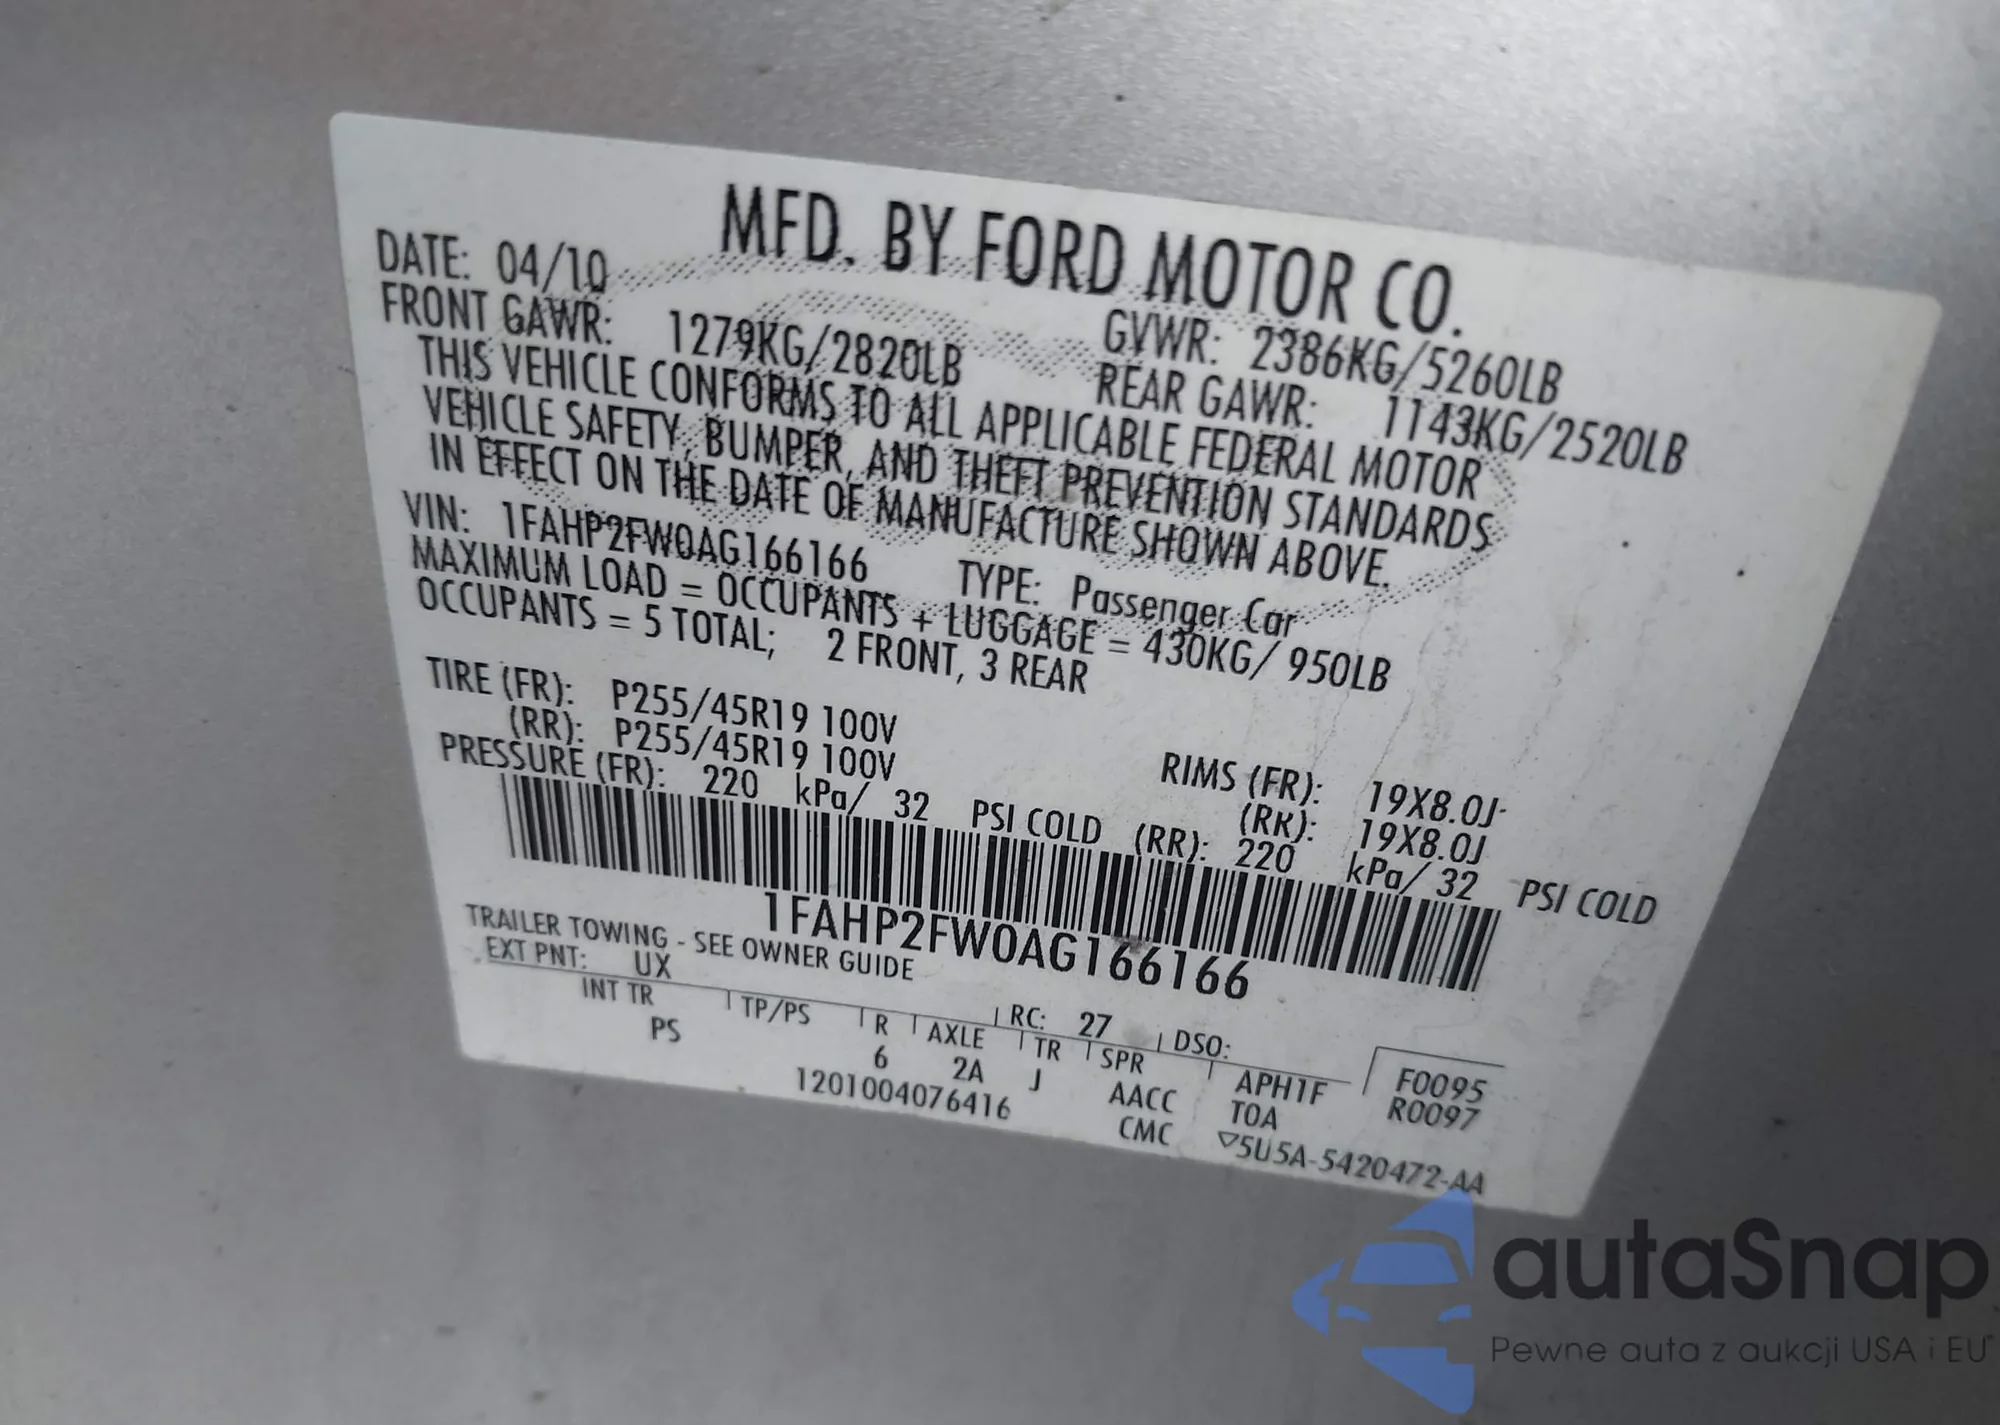 MFD. BY FORD MOTOR CO.
DATE: 04/10 GVWR: 2386KG/5260LB
FRONT GAWR: 1279KG/2820LB REAR GAWR: 1143KG/2520LB
THIS VEHICLE CONFORMS TO ALL APPLICABLE FEDERAL MOTOR
VEHICLE SAFETY, BUMPER, AND THEFT PREVENTION STANDARDS
IN EFFECT ON THE DATE OF MANUFACTURE SHOWN ABOVE.
VIN: 1FAHP2FW0AG166166 TYPE: Passenger Car
MAXIMUM LOAD = OCCUPANTS + LUGGAGE = 430KG/ 950LB
OCCUPANTS = 5 TOTAL; 2 FRONT, 3 REAR
TIRE (FR): P255/45R19 100V RIMS (FR): 19X8.0J
(RR): P255/45R19 100V (RR): 19X8.0J
PRESSURE (FR): 220 kPa/ 32 PSI COLD (RR): 220 kPa/ 32 PSI COLD
1FAHP2FW0AG166166
TRAILER TOWING - SEE OWNER GUIDE
EXT PNT: UX RC: 27 DSO:
INT TR TP/PS R AXLE TR SPR APH1F F0095
PS 6 2A J AACC TOA R0097
1201004076416 CMC ▽5U5A-5420472-AA
autaSnap
Pewne auta z aukcji USA i EU